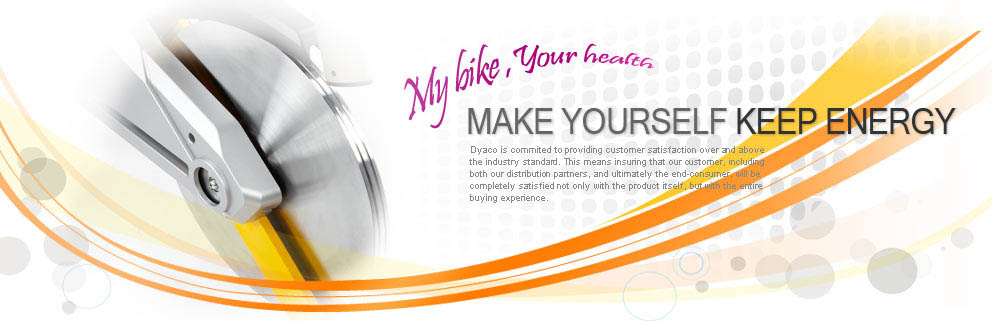 My bike, Your health
MAKE YOURSELF KEEP ENERGY
Dyaco is commited to providing customer satisfaction over and above
the industry standard. This means insuring that our customer, including
both our distribution partners, and ultimately the end-consumer, will be
completely satisfied not only with the product itself, but with the entire
buying experience.